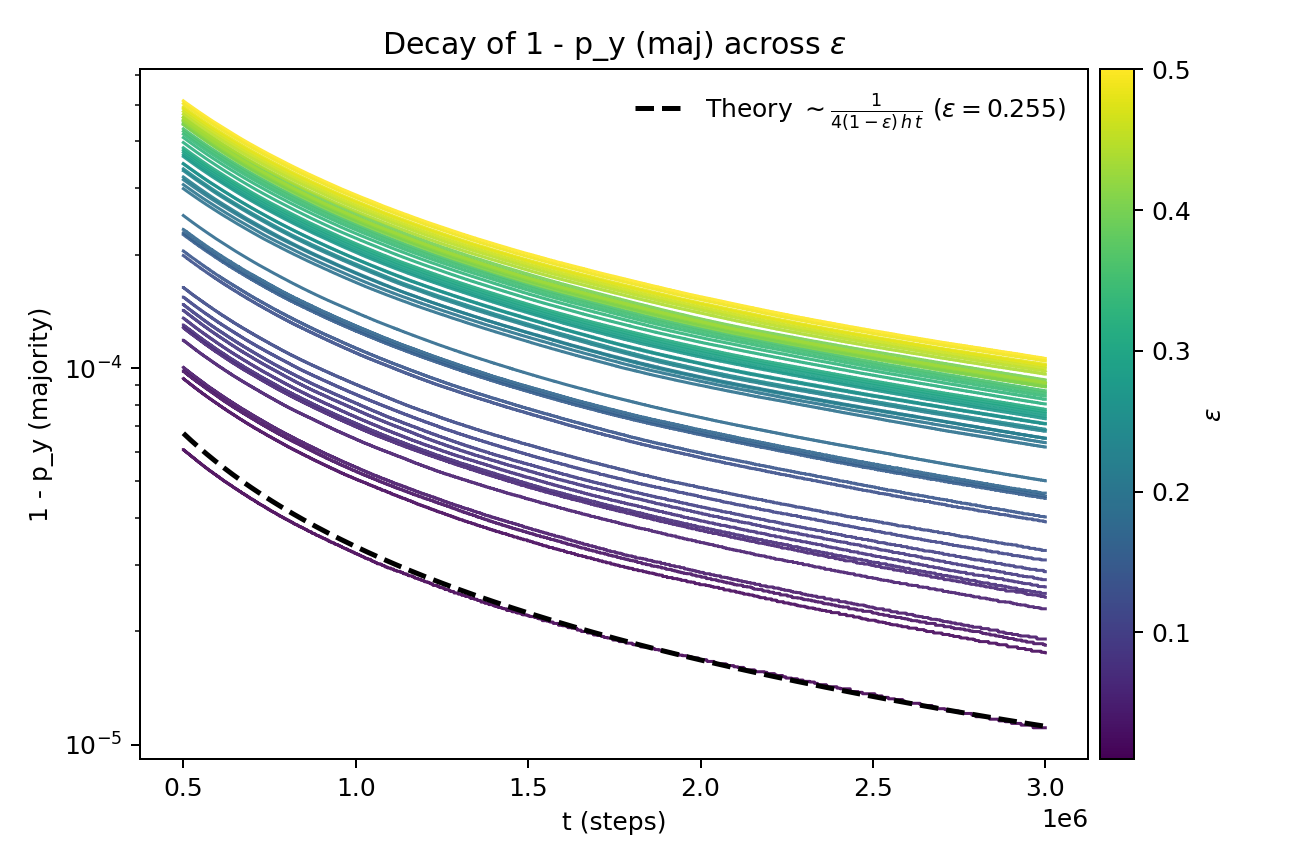 Decay of 1 - p_y (maj) across ε
Theory ~ 1/(4(1−ε) h t) (ε = 0.255)
1 - p_y (majority)
10⁻⁴
10⁻⁵
0.5
1.0
1.5
2.0
2.5
3.0
1e6
t (steps)
0.5
0.4
0.3
0.2
0.1
ε